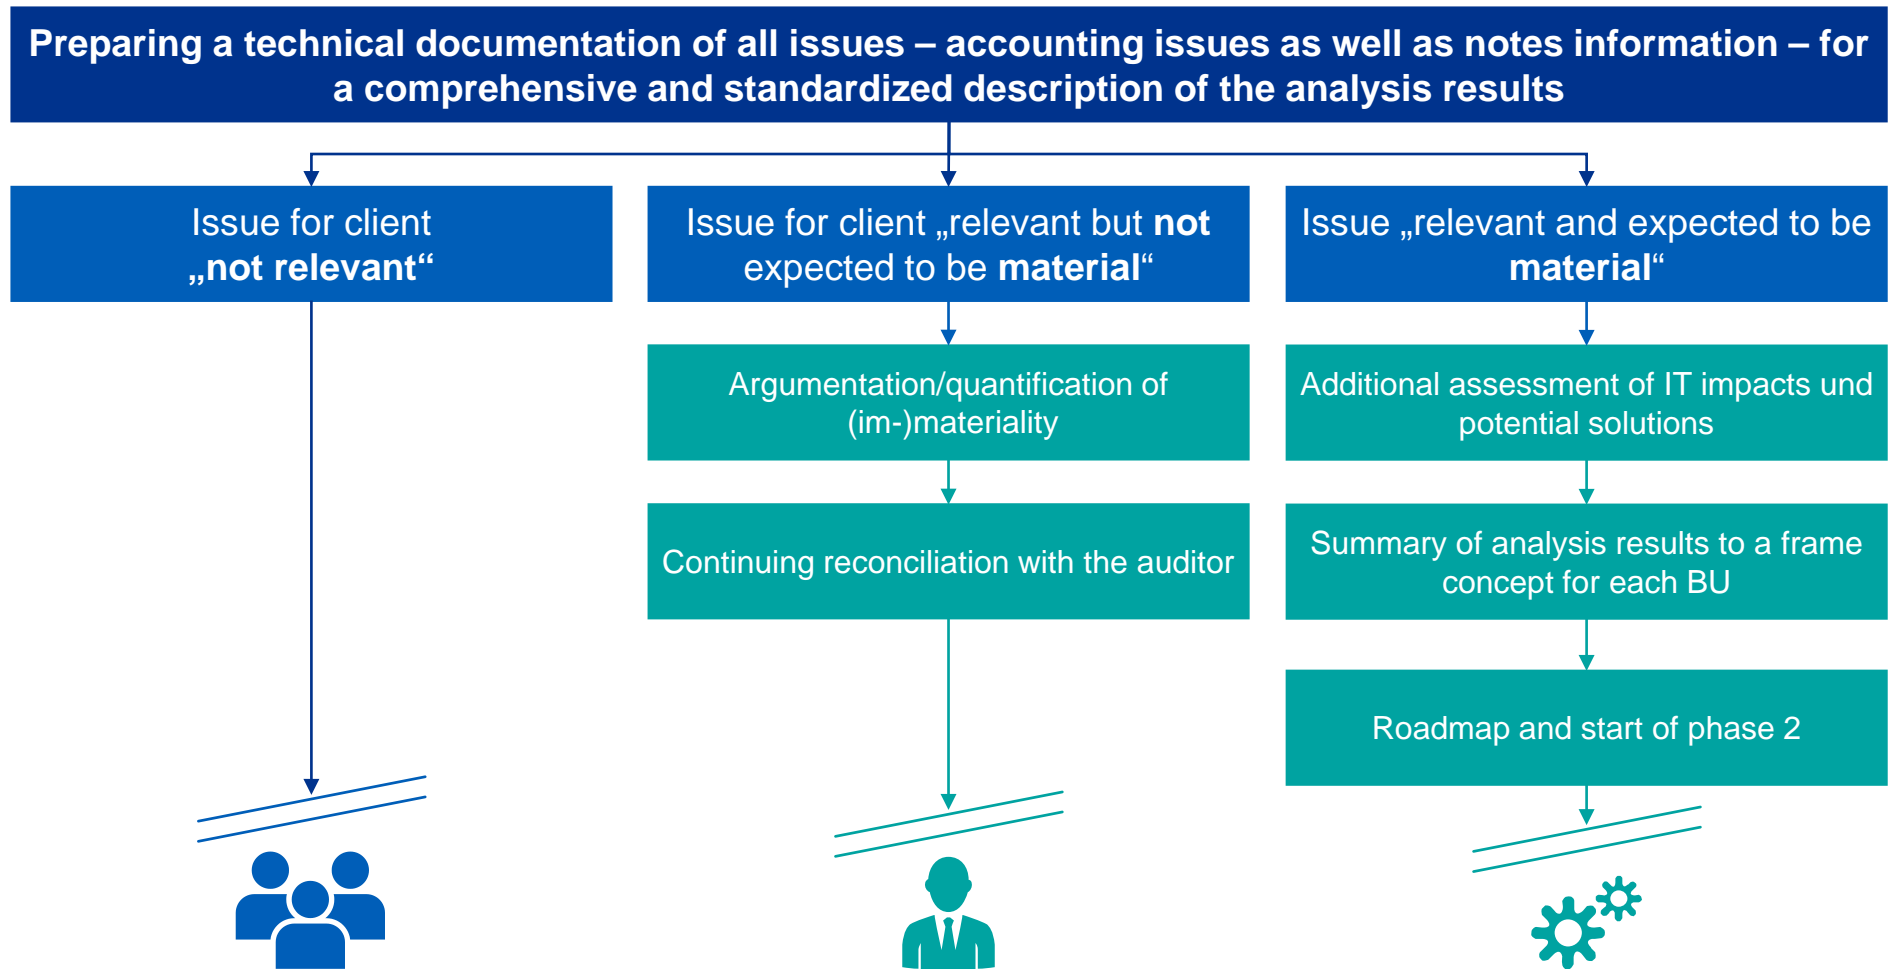 Preparing a technical documentation of all issues – accounting issues as well as notes information – for
a comprehensive and standardized description of the analysis results
Issue for client
„not relevant“
Issue for client „relevant but not
expected to be material“
Issue „relevant and expected to be
material“
Argumentation/quantification of
(im-)materiality
Additional assessment of IT impacts und
potential solutions
Continuing reconciliation with the auditor
Summary of analysis results to a frame
concept for each BU
Roadmap and start of phase 2